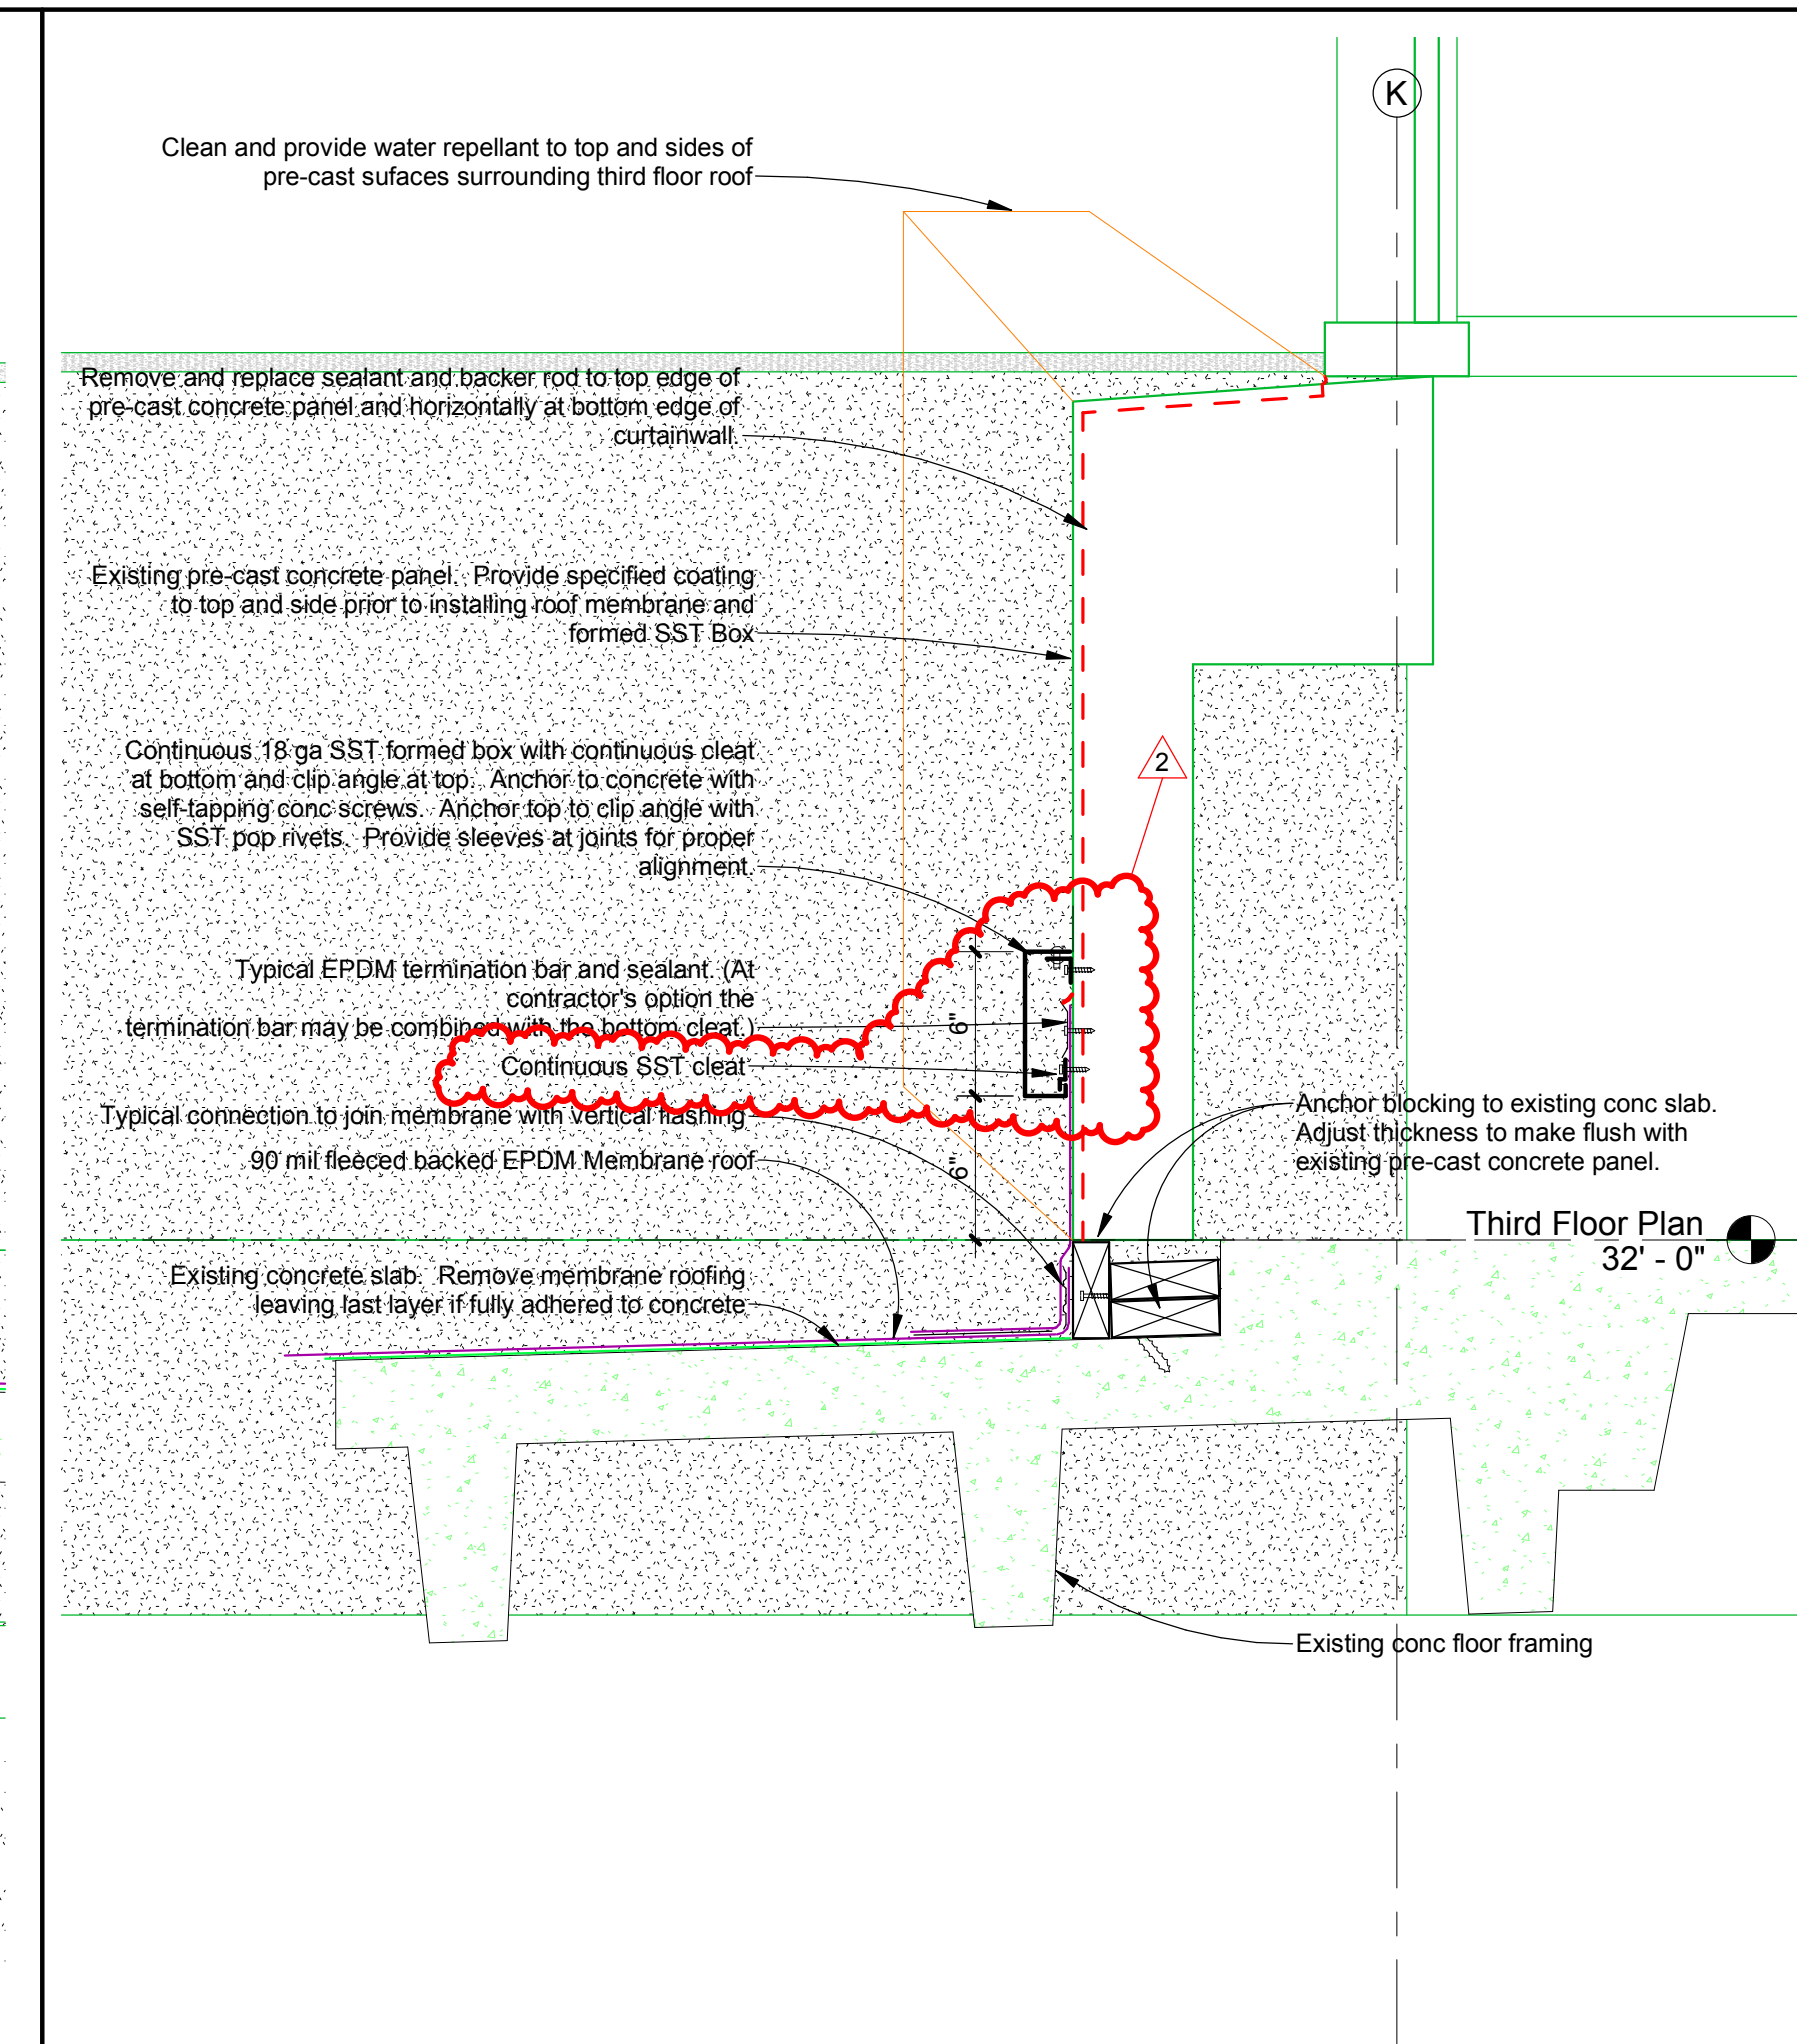 K
Clean and provide water repellant to top and sides of
pre-cast sufaces surrounding third floor roof
Remove and replace sealant and backer rod to top edge of
pre-cast concrete panel and horizontally at bottom edge of
curtainwall.
Existing pre-cast concrete panel. Provide specified coating
to top and side prior to installing roof membrane and
formed SST Box
Continuous 18 ga SST formed box with continuous cleat
at bottom and clip angle at top. Anchor to concrete with
self-tapping conc screws. Anchor top to clip angle with
SST pop rivets. Provide sleeves at joints for proper
alignment.
2
Typical EPDM termination bar and sealant. (At
contractor's option the
termination bar may be combined with the bottom cleat.)
6"
Continuous SST cleat
Typical connection to join membrane with vertical flashing
90 mil fleeced backed EPDM Membrane roof
6"
Anchor blocking to existing conc slab.
Adjust thickness to make flush with
existing pre-cast concrete panel.
Third Floor Plan
32' - 0"
Existing concrete slab. Remove membrane roofing
leaving last layer if fully adhered to concrete
Existing conc floor framing